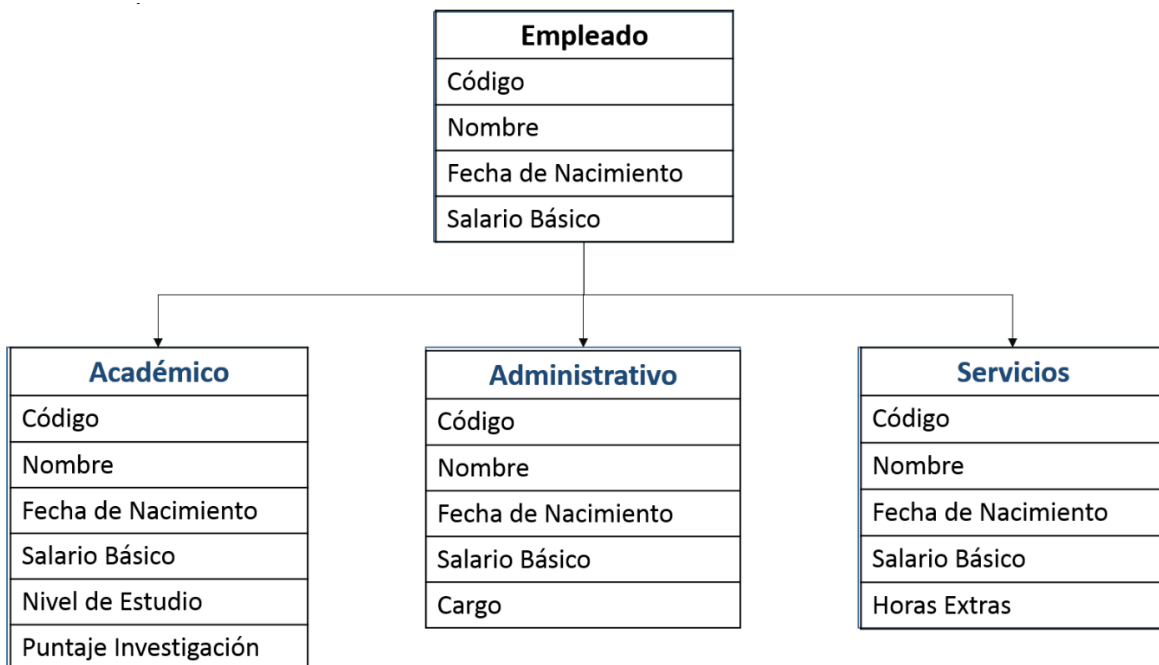 Empleado
Código
Nombre
Fecha de Nacimiento
Salario Básico
Académico
Código
Nombre
Fecha de Nacimiento
Salario Básico
Nivel de Estudio
Puntaje Investigación
Administrativo
Código
Nombre
Fecha de Nacimiento
Salario Básico
Cargo
Servicios
Código
Nombre
Fecha de Nacimiento
Salario Básico
Horas Extras